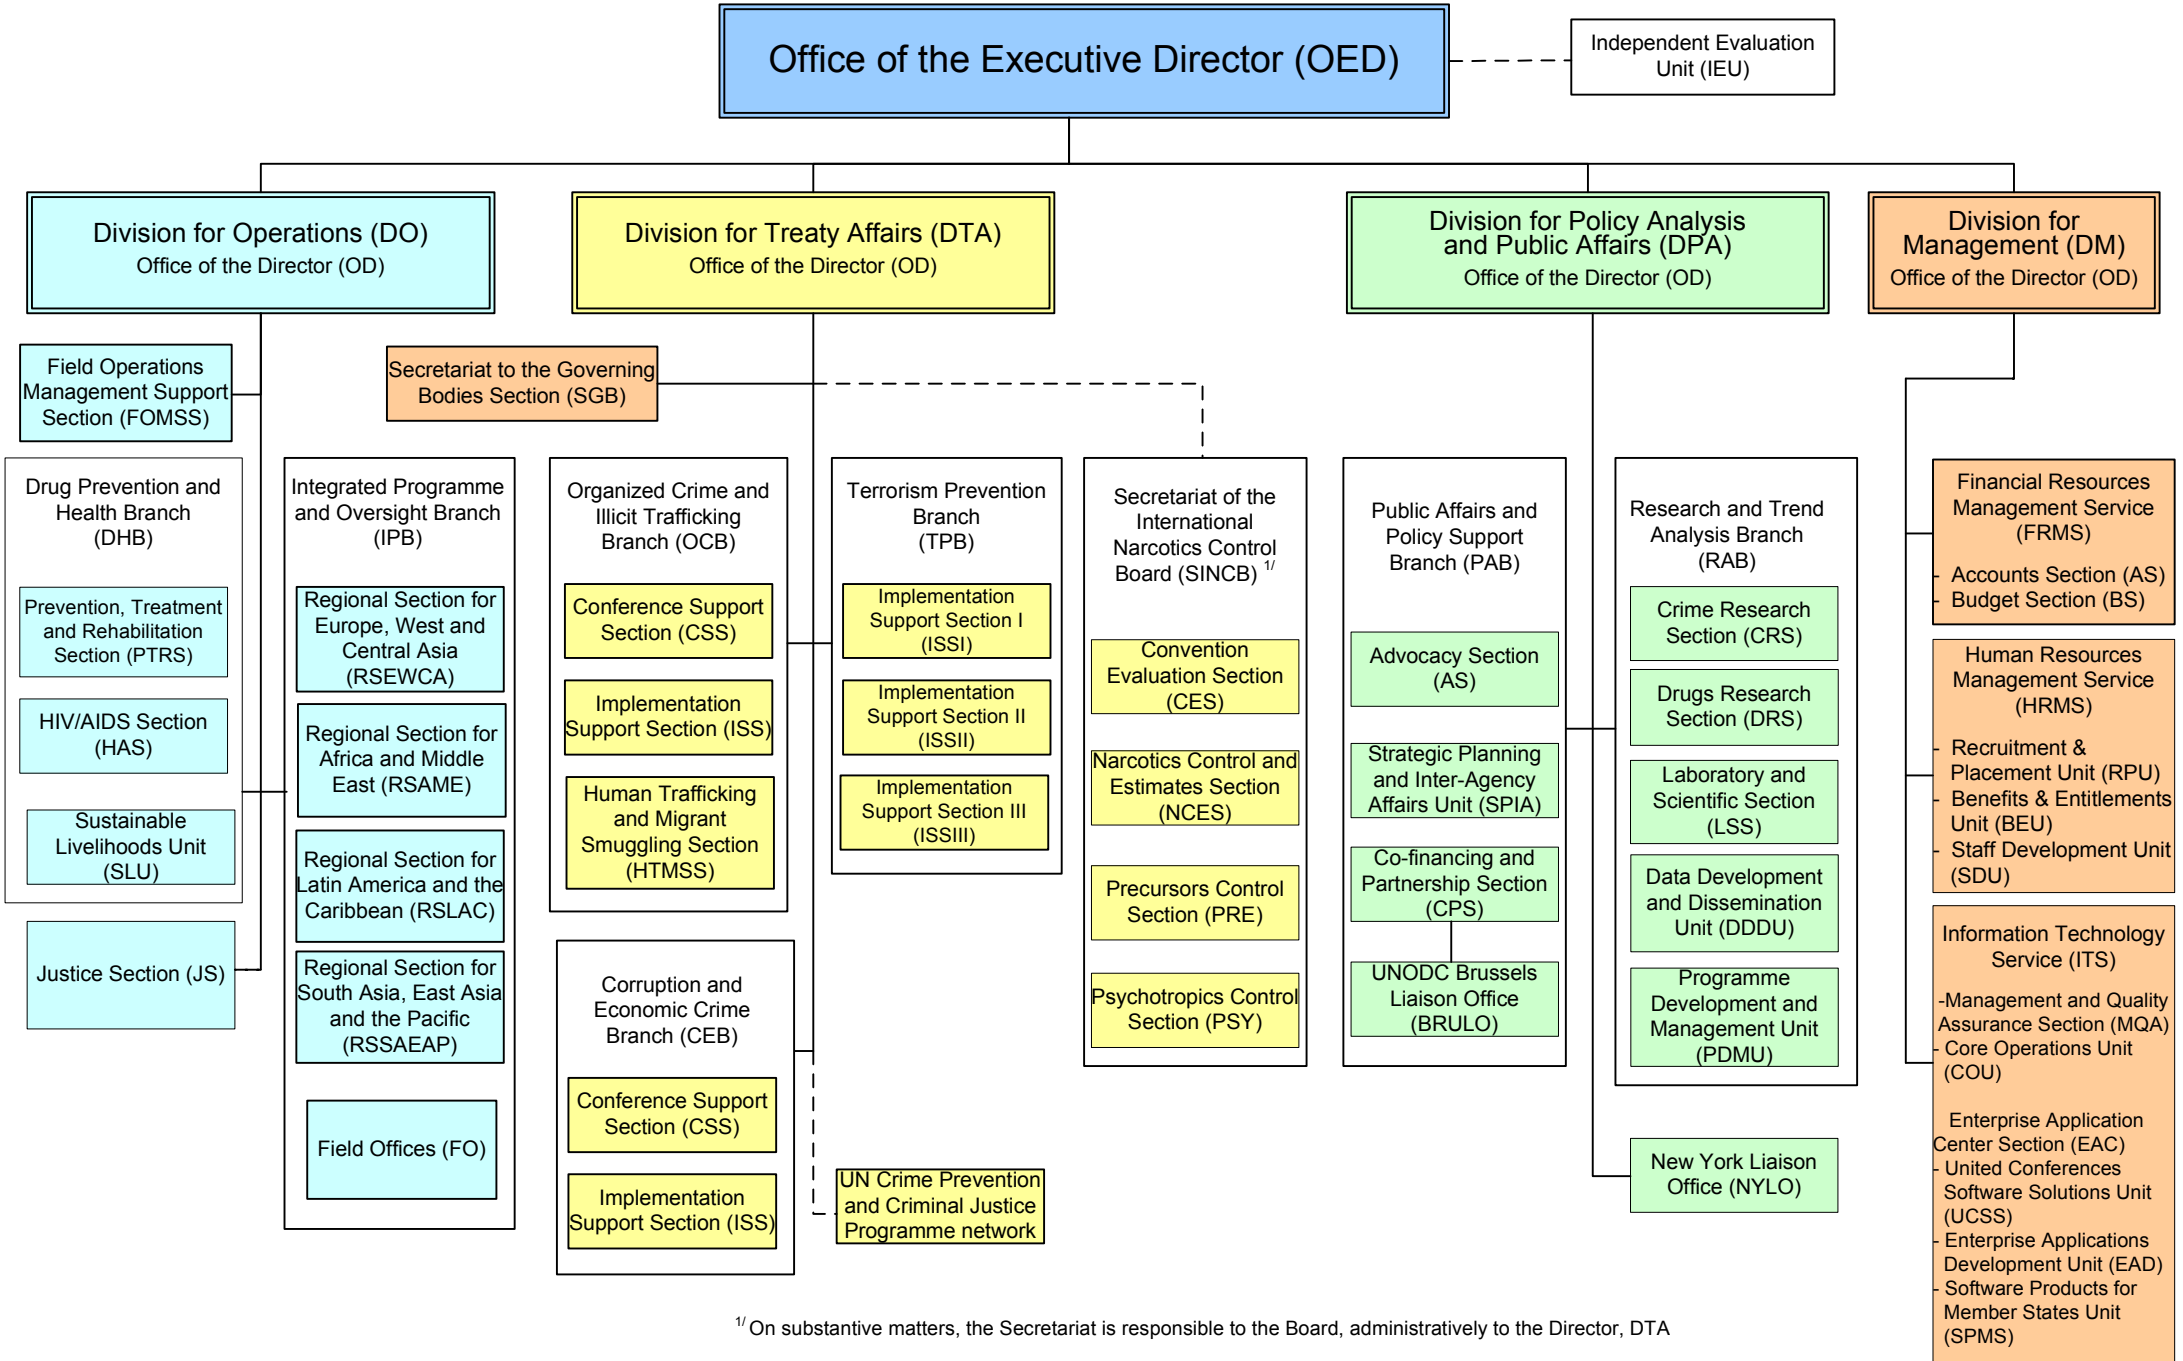 Office of the Executive Director (OED)
Independent Evaluation
Unit (IEU)
Division for Operations (DO)
Office of the Director (OD)
Division for Treaty Affairs (DTA)
Office of the Director (OD)
Division for Policy Analysis
and Public Affairs (DPA)
Office of the Director (OD)
Division for
Management (DM)
Office of the Director (OD)
Field Operations
Management Support
Section (FOMSS)
Secretariat to the Governing
Bodies Section (SGB)
Drug Prevention and
Health Branch
(DHB)
Prevention, Treatment
and Rehabilitation
Section (PTRS)
HIV/AIDS Section
(HAS)
Sustainable
Livelihoods Unit
(SLU)
Justice Section (JS)
Integrated Programme
and Oversight Branch
(IPB)
Regional Section for
Europe, West and
Central Asia
(RSEWCA)
Regional Section for
Africa and Middle
East (RSAME)
Regional Section for
Latin America and the
Caribbean (RSLAC)
Regional Section for
South Asia, East Asia
and the Pacific
(RSSAEAP)
Field Offices (FO)
Organized Crime and
Illicit Trafficking
Branch (OCB)
Conference Support
Section (CSS)
Implementation
Support Section (ISS)
Human Trafficking
and Migrant
Smuggling Section
(HTMSS)
Corruption and
Economic Crime
Branch (CEB)
Conference Support
Section (CSS)
Implementation
Support Section (ISS)
Terrorism Prevention
Branch
(TPB)
Implementation
Support Section I
(ISSI)
Implementation
Support Section II
(ISSII)
Implementation
Support Section III
(ISSIII)
UN Crime Prevention
and Criminal Justice
Programme network
Secretariat of the
International
Narcotics Control
Board (SINCB) 1/
Convention
Evaluation Section
(CES)
Narcotics Control and
Estimates Section
(NCES)
Precursors Control
Section (PRE)
Psychotropics Control
Section (PSY)
Public Affairs and
Policy Support
Branch (PAB)
Advocacy Section
(AS)
Strategic Planning
and Inter-Agency
Affairs Unit (SPIA)
Co-financing and
Partnership Section
(CPS)
UNODC Brussels
Liaison Office
(BRULO)
Research and Trend
Analysis Branch
(RAB)
Crime Research
Section (CRS)
Drugs Research
Section (DRS)
Laboratory and
Scientific Section
(LSS)
Data Development
and Dissemination
Unit (DDDU)
Programme
Development and
Management Unit
(PDMU)
New York Liaison
Office (NYLO)
Financial Resources
Management Service
(FRMS)
- Accounts Section (AS)
- Budget Section (BS)
Human Resources
Management Service
(HRMS)
- Recruitment &
Placement Unit (RPU)
- Benefits & Entitlements
Unit (BEU)
- Staff Development Unit
(SDU)
Information Technology
Service (ITS)
-Management and Quality
Assurance Section (MQA)
- Core Operations Unit
(COU)
Enterprise Application
Center Section (EAC)
- United Conferences
Software Solutions Unit
(UCSS)
- Enterprise Applications
Development Unit (EAD)
- Software Products for
Member States Unit
(SPMS)
1/ On substantive matters, the Secretariat is responsible to the Board, administratively to the Director, DTA